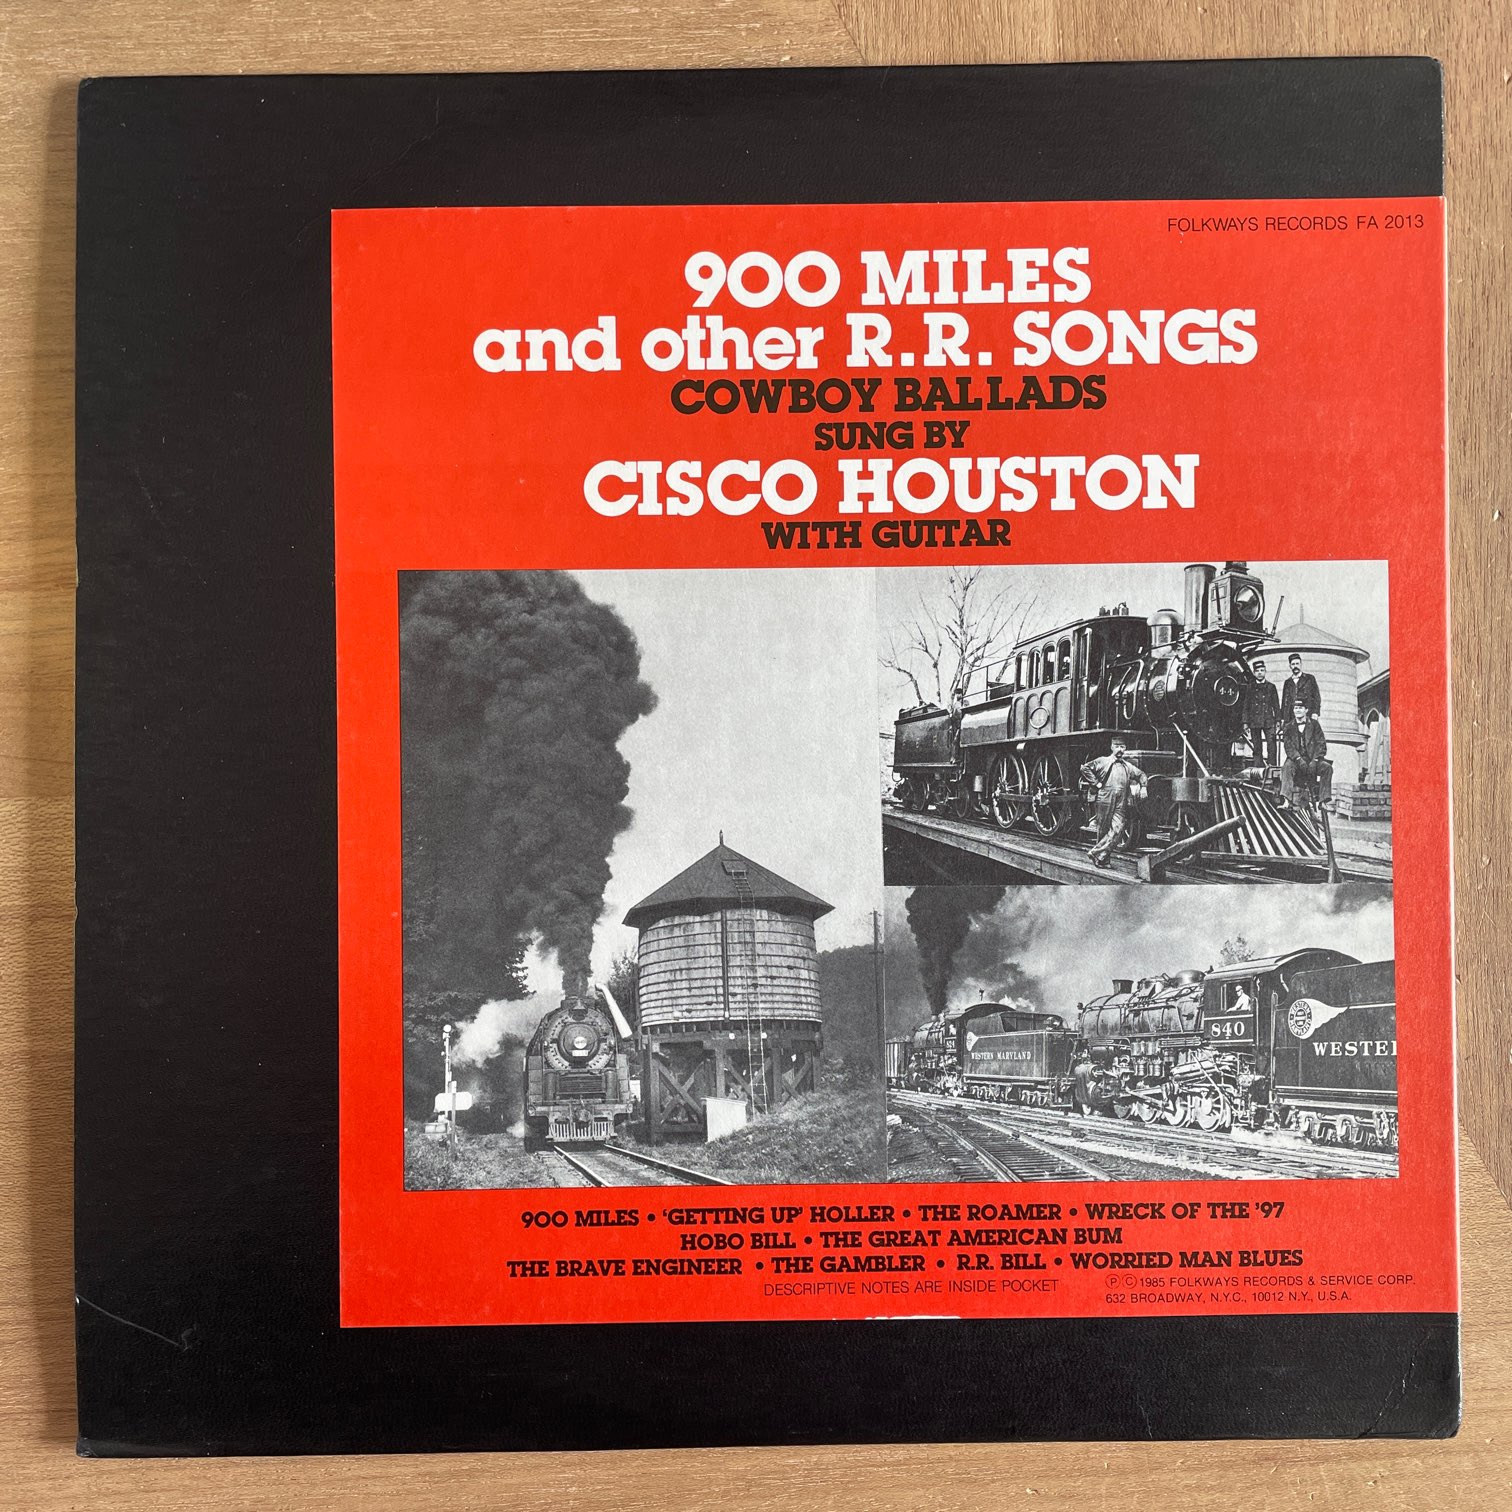 FOLKWAYS RECORDS FA 2013
900 MILES
and other R.R. SONGS
COWBOY BALLADS
SUNG BY
CISCO HOUSTON
WITH GUITAR
44
840
WESTERN MARYLAND
WESTE
900 MILES • 'GETTING UP' HOLLER • THE ROAMER • WRECK OF THE '97
HOBO BILL • THE GREAT AMERICAN BUM
THE BRAVE ENGINEER • THE GAMBLER • R.R. BILL • WORRIED MAN BLUES
DESCRIPTIVE NOTES ARE INSIDE POCKET
Ⓟ Ⓒ 1985 FOLKWAYS RECORDS & SERVICE CORP.
632 BROADWAY, N.Y.C., 10012 N.Y., U.S.A.